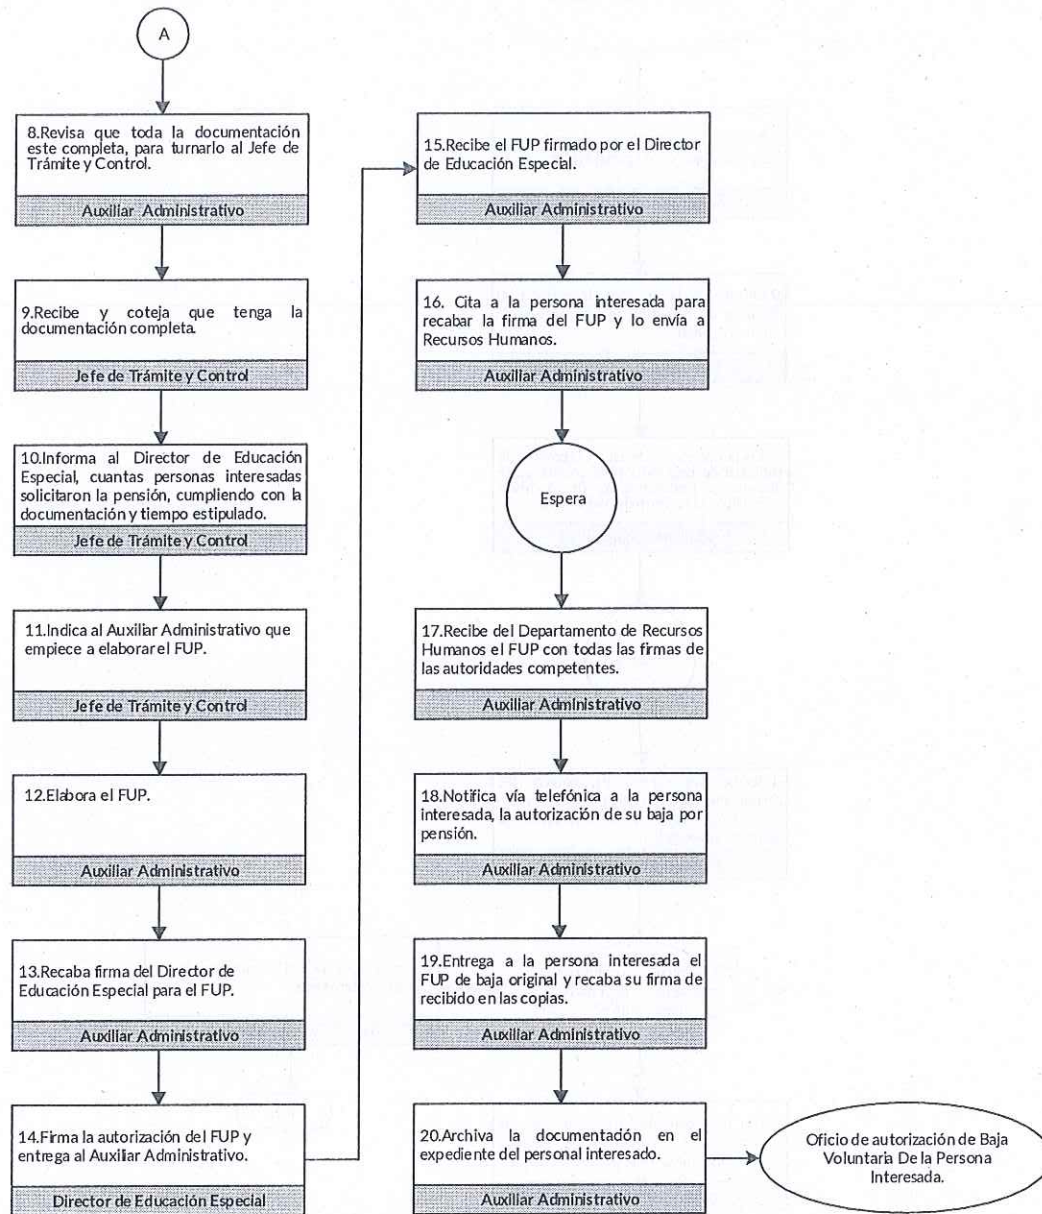 A
8.Revisa que toda la documentación
este completa, para turnarlo al Jefe de
Trámite y Control.
Auxiliar Administrativo
9.Recibe y coteja que tenga la
documentación completa.
Jefe de Trámite y Control
10.Informa al Director de Educación
Especial, cuantas personas interesadas
solicitaron la pensión, cumpliendo con la
documentación y tiempo estipulado.
Jefe de Trámite y Control
11.Indica al Auxiliar Administrativo que
empiece a elaborar el FUP.
Jefe de Trámite y Control
12.Elabora el FUP.
Auxiliar Administrativo
13.Recaba firma del Director de
Educación Especial para el FUP.
Auxiliar Administrativo
14.Firma la autorización del FUP y
entrega al Auxiliar Administrativo.
Director de Educación Especial
15.Recibe el FUP firmado por el Director
de Educación Especial.
Auxiliar Administrativo
16. Cita a la persona interesada para
recabar la firma del FUP y lo envía a
Recursos Humanos.
Auxiliar Administrativo
Espera
17.Recibe del Departamento de Recursos
Humanos el FUP con todas las firmas de
las autoridades competentes.
Auxiliar Administrativo
18.Notifica vía telefónica a la persona
interesada, la autorización de su baja por
pensión.
Auxiliar Administrativo
19.Entrega a la persona interesada el
FUP de baja original y recaba su firma de
recibido en las copias.
Auxiliar Administrativo
20.Archiva la documentación en el
expediente del personal interesado.
Auxiliar Administrativo
Oficio de autorización de Baja
Voluntaria De la Persona
Interesada.